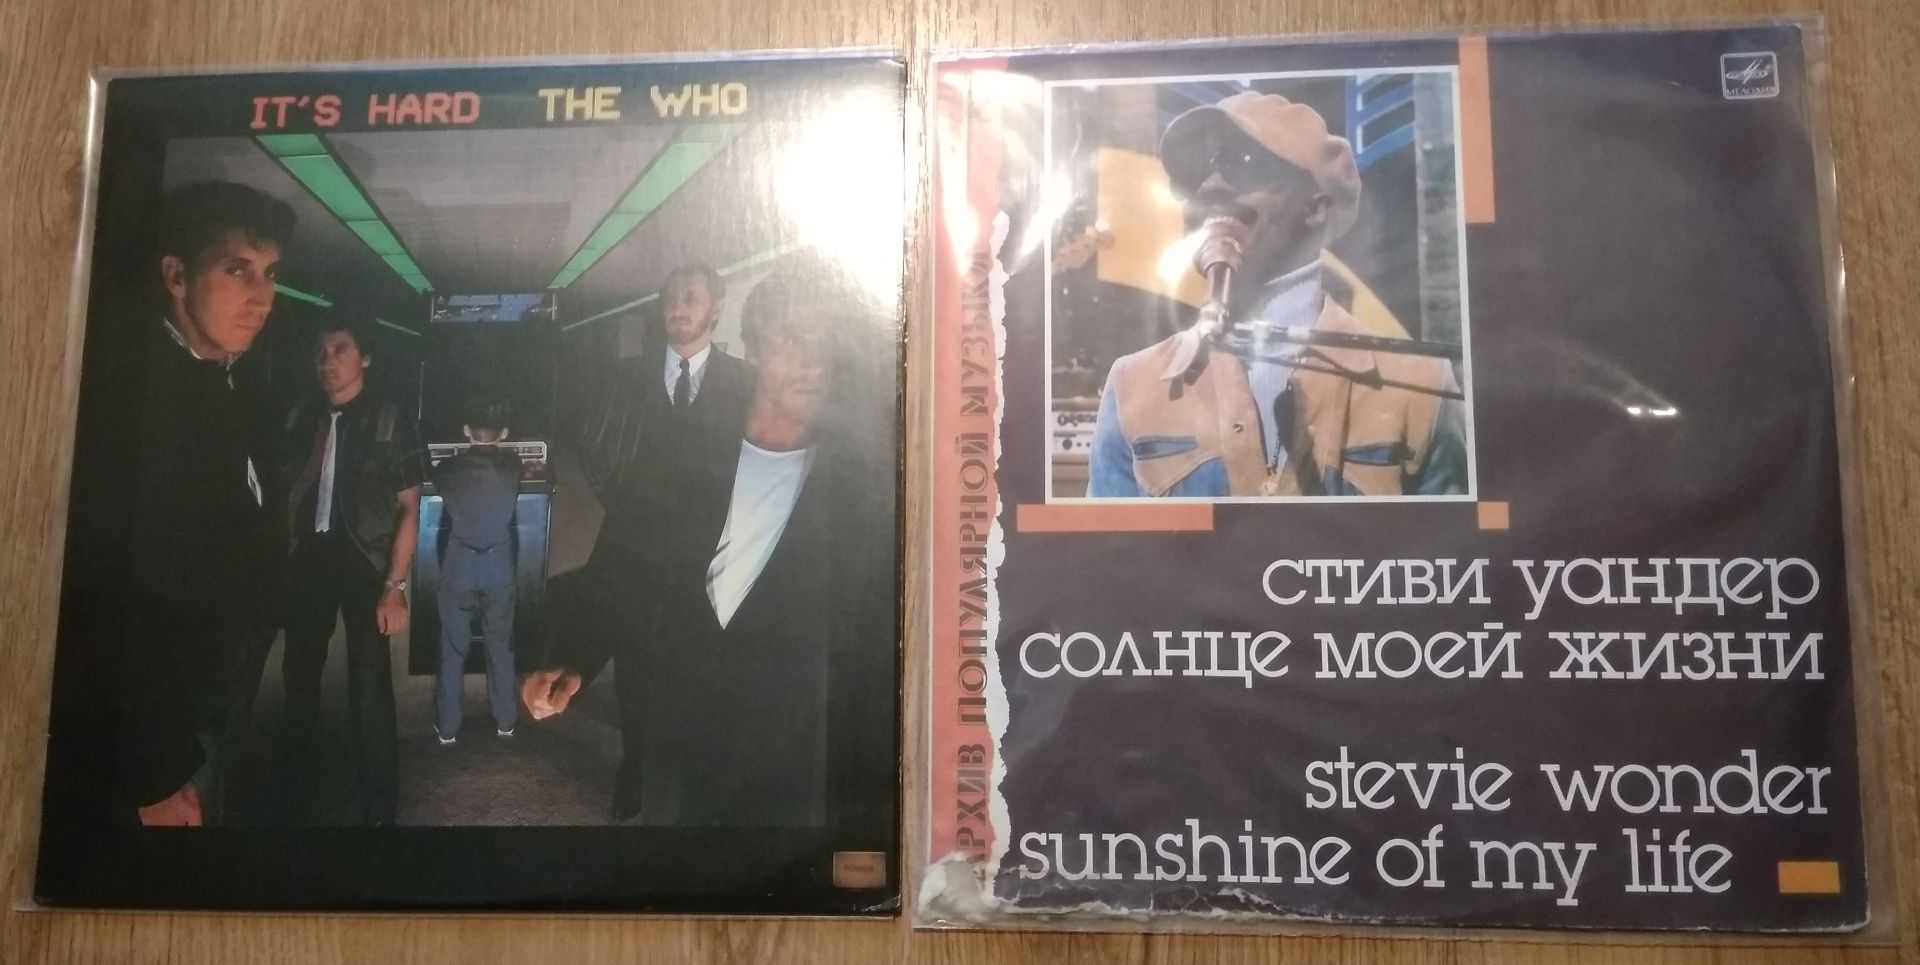 IT'S HARD THE WHO
МЕЛОДИЯ
АРХИВ ПОПУЛЯРНОЙ МУЗЫКИ
стиви уандер
солнце моей жизни
stevie wonder
sunshine of my life